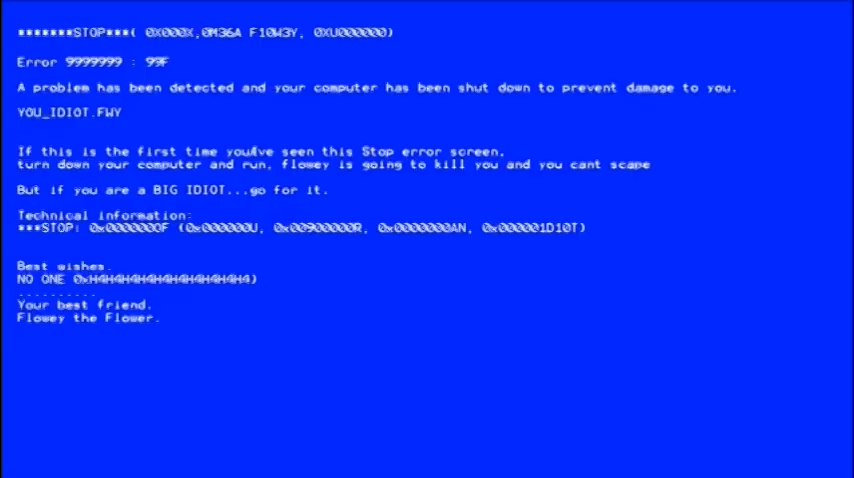 *******STOP***( 0X000X,0M36A F10W3Y, 0XU000000)
Error 9999999 : 99F
A problem has been detected and your computer has been shut down to prevent damage to you.
YOU_IDIOT.FWY
If this is the first time you've seen this Stop error screen,
turn down your computer and run, flowey is going to kill you and you cant scape
But if you are a BIG IDIOT...go for it.
Technical information:
***STOP: 0x000000OF (0x000000U, 0x00900000R, 0x0000000AN, 0x000001D10T)
Best wishes.
NO ONE 0xH4H4H4H4H4H4H4H4H4H4)
..........
Your best friend.
Flowey the Flower.